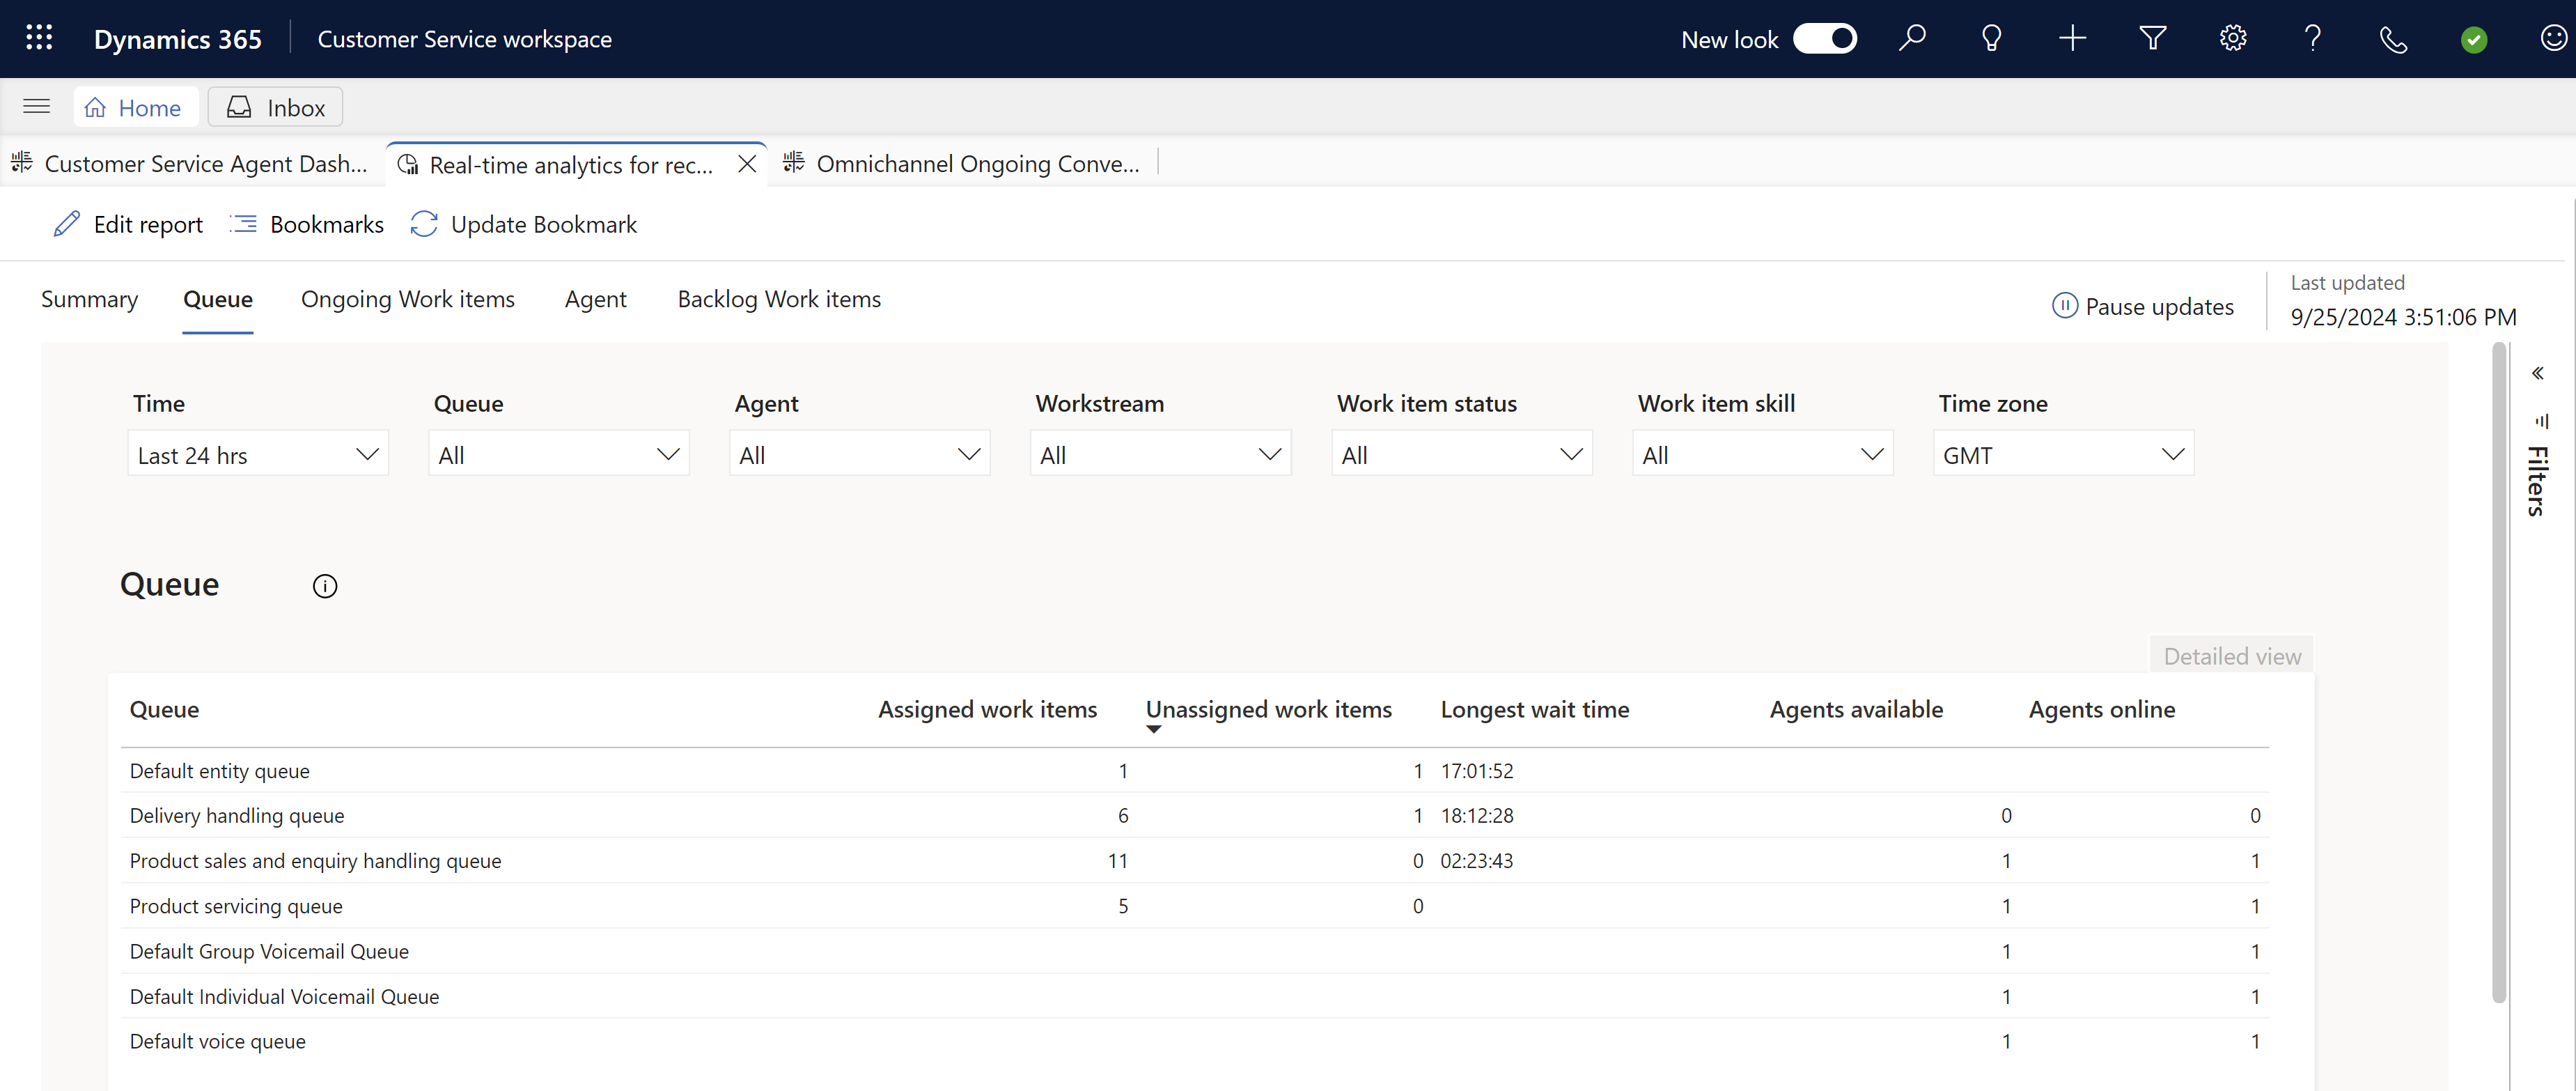 Dynamics 365 Customer Service workspace New look
Home Inbox
Customer Service Agent Dash... Real-time analytics for rec... Omnichannel Ongoing Conve...
Edit report Bookmarks Update Bookmark
Summary Queue Ongoing Work items Agent Backlog Work items Pause updates
Last updated
9/25/2024 3:51:06 PM
Time Queue Agent Workstream Work item status Work item skill Time zone
Last 24 hrs All All All All All GMT
Filters
Queue
Detailed view
Queue Assigned work items Unassigned work items Longest wait time Agents available Agents online
Default entity queue 1 1 17:01:52
Delivery handling queue 6 1 18:12:28 0 0
Product sales and enquiry handling queue 11 0 02:23:43 1 1
Product servicing queue 5 0 1 1
Default Group Voicemail Queue 1 1
Default Individual Voicemail Queue 1 1
Default voice queue 1 1